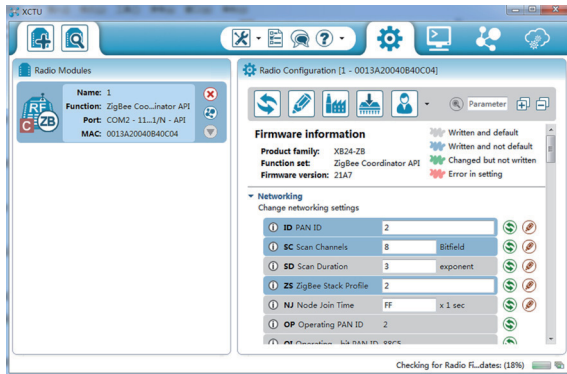 XCTU
Radio Modules
Name: 1
Function: ZigBee Coo...inator API
Port: COM2 - 11...1/N - API
MAC: 0013A20040B40C04
RF
C ZB
Radio Configuration [1 - 0013A20040B40C04]
Parameter
Firmware information
Product family: XB24-ZB
Function set: ZigBee Coordinator API
Firmware version: 21A7
Written and default
Written and not default
Changed but not written
Error in setting
Networking
Change networking settings
ID PAN ID 2
SC Scan Channels 8 Bitfield
SD Scan Duration 3 exponent
ZS ZigBee Stack Profile 2
NJ Node Join Time FF x 1 sec
OP Operating PAN ID 2
Checking for Radio Fi...dates: (18%)